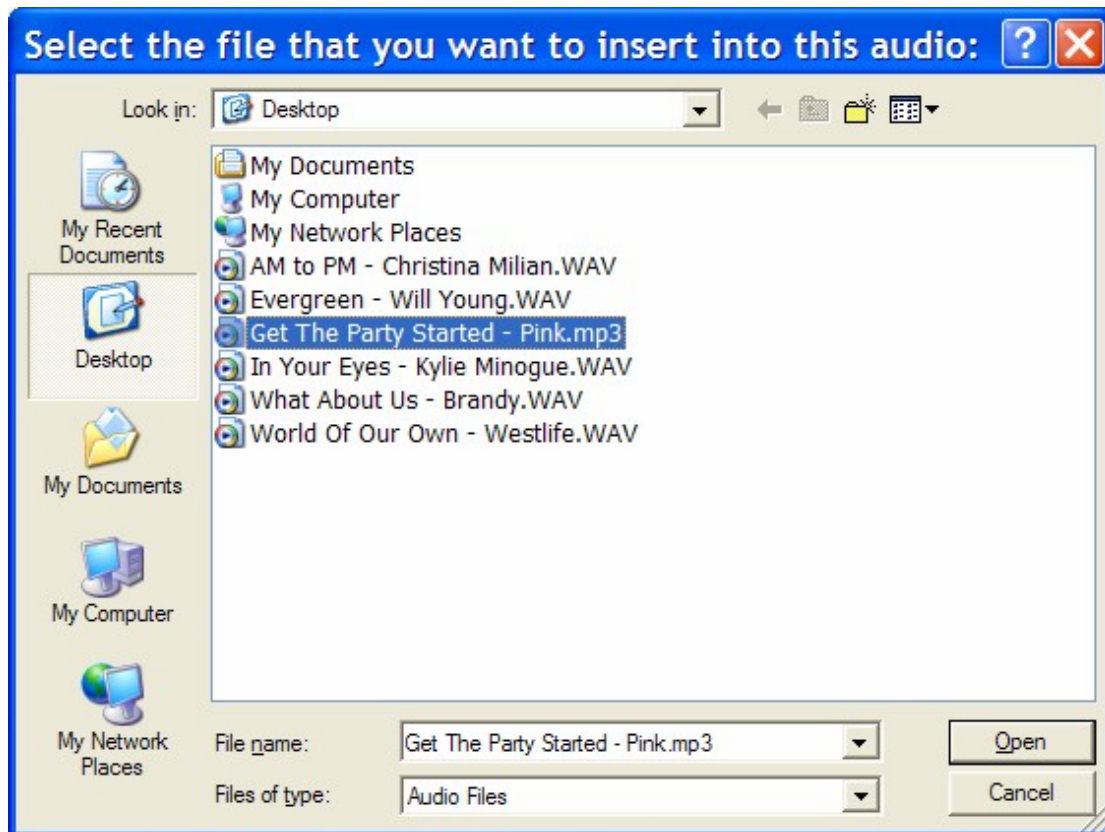 Select the file that you want to insert into this audio:
Look in: Desktop
My Documents
My Computer
My Network Places
AM to PM - Christina Milian.WAV
Evergreen - Will Young.WAV
Get The Party Started - Pink.mp3
In Your Eyes - Kylie Minogue.WAV
What About Us - Brandy.WAV
World Of Our Own - Westlife.WAV
My Recent
Documents
Desktop
My Documents
My Computer
My Network
Places
File name: Get The Party Started - Pink.mp3 Open
Files of type: Audio Files Cancel